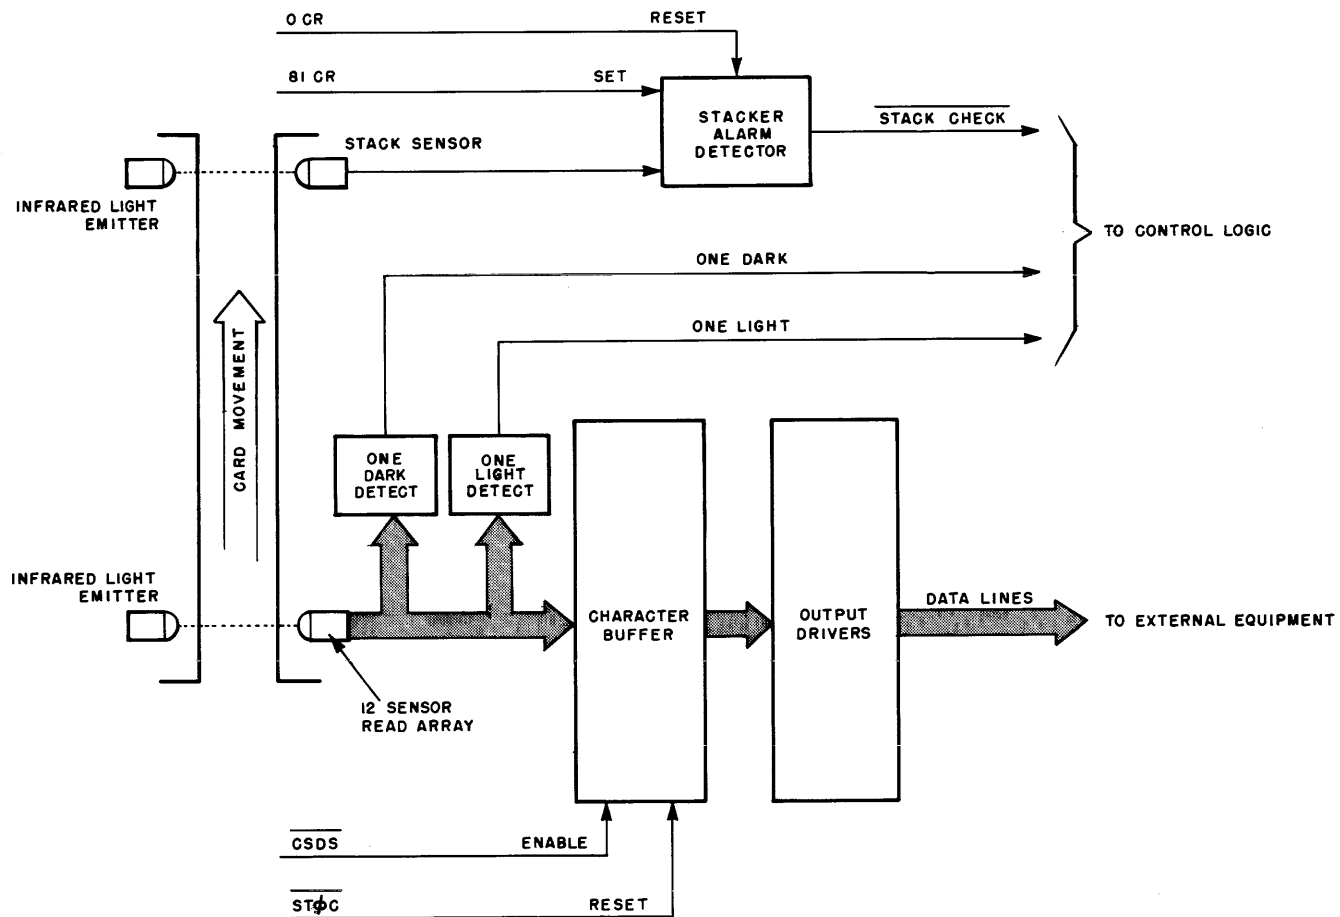 0 CR
RESET
81 CR
SET
STACKER
ALARM
DETECTOR
STACK CHECK
STACK SENSOR
INFRARED LIGHT
EMITTER
TO CONTROL LOGIC
ONE DARK
ONE LIGHT
CARD MOVEMENT
ONE
DARK
DETECT
ONE
LIGHT
DETECT
INFRARED LIGHT
EMITTER
CHARACTER
BUFFER
OUTPUT
DRIVERS
DATA LINES
TO EXTERNAL EQUIPMENT
12 SENSOR
READ ARRAY
CSDS
ENABLE
STϕC
RESET